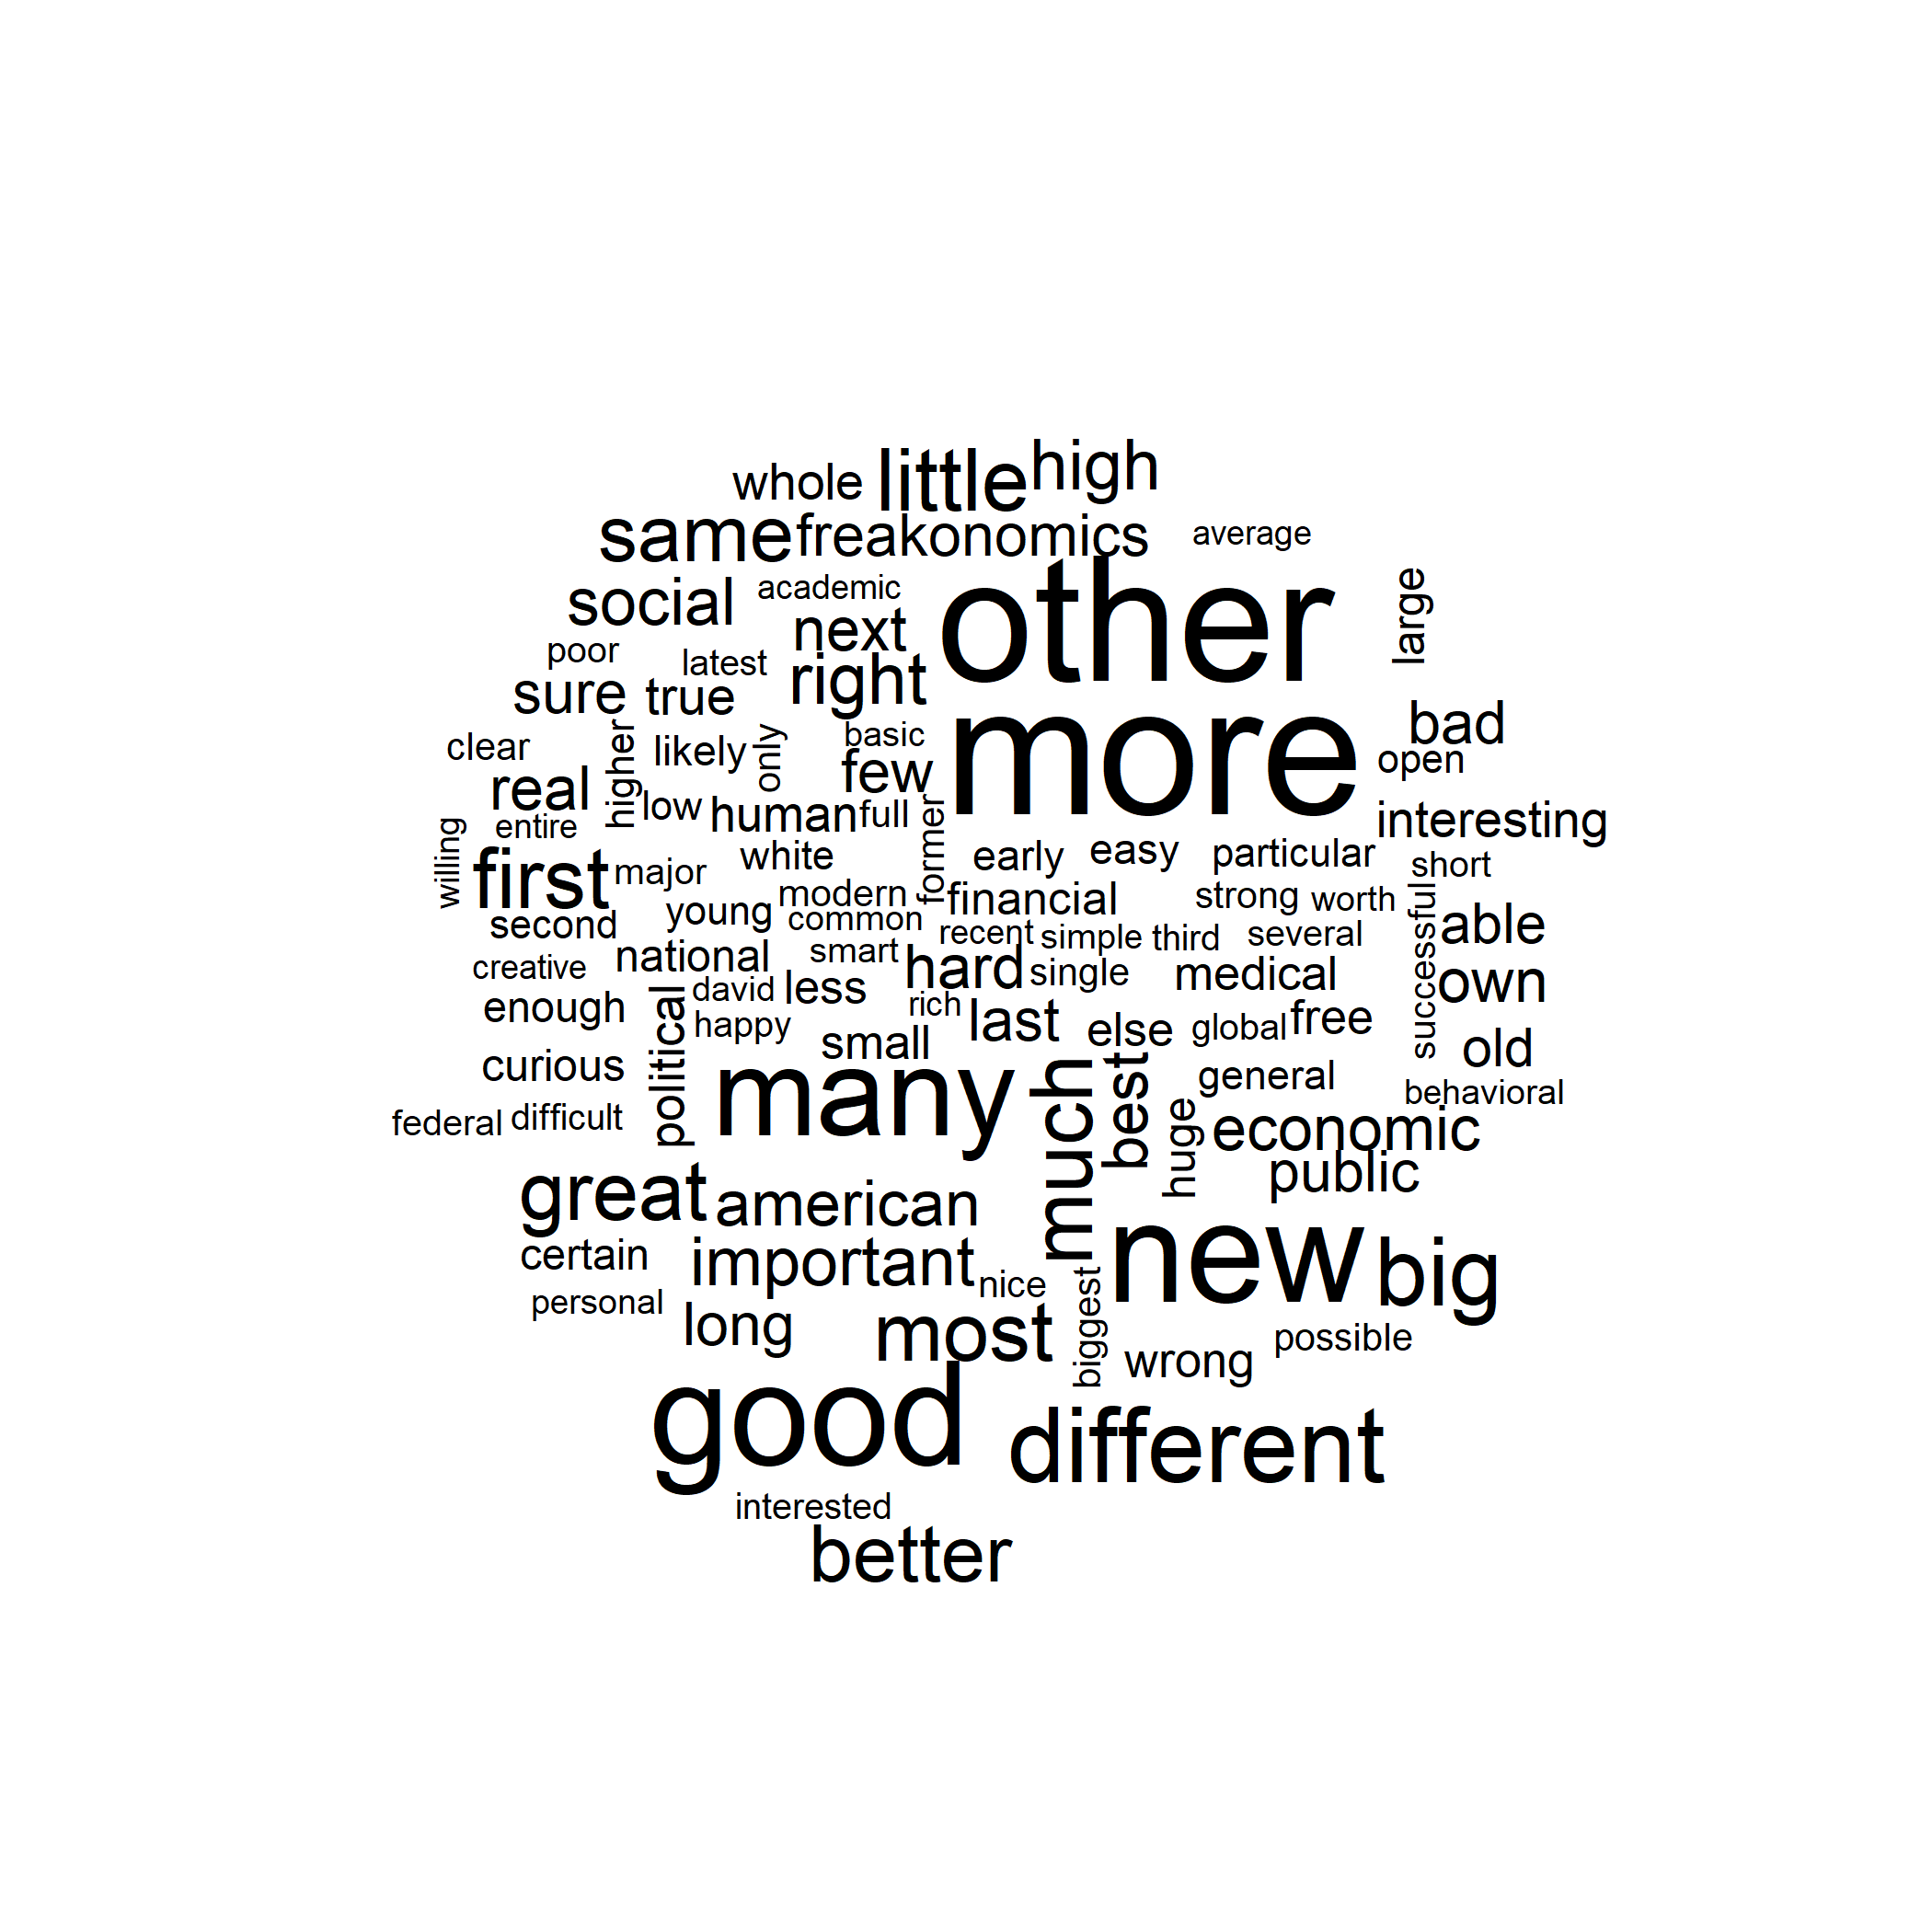 whole little high
same freakonomics average
social academic other large
poor latest next
sure true right
clear higher likely only basic more bad
real low few open
entire human full former interesting
willing first major white early easy particular short
second young modern financial strong worth successful able
common recent simple third several
creative national smart hard single medical own
enough political david less rich
happy small last else global free old
curious many much best general behavioral
federal difficult huge economic
great american public
certain important nice biggest new big
personal long most wrong possible
good different
interested
better